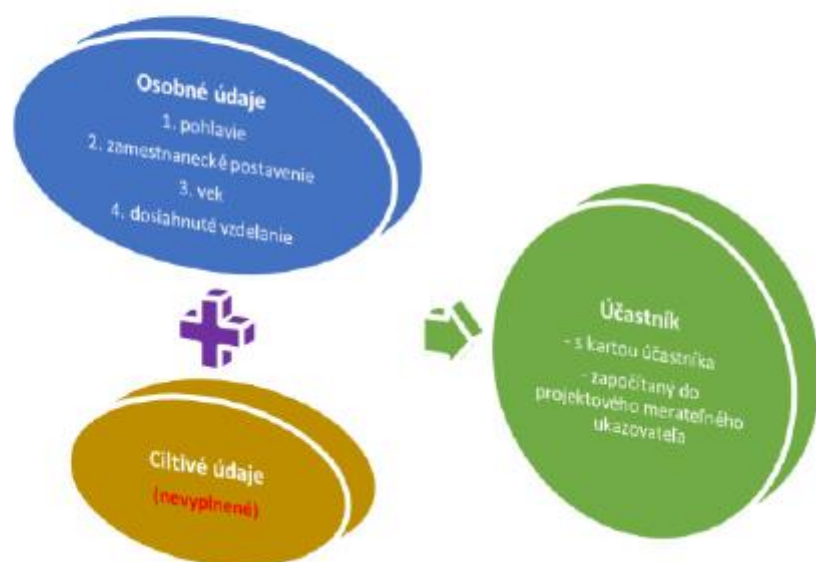 Osobné údaje
1. pohlavie
2. zamestnanecké postavenie
3. vek
4. dosiahnuté vzdelanie
Účastník
- s kartou účastníka
- započítaný do
projektového merateľného
ukazovateľa
Citlivé údaje
(nevyplnené)